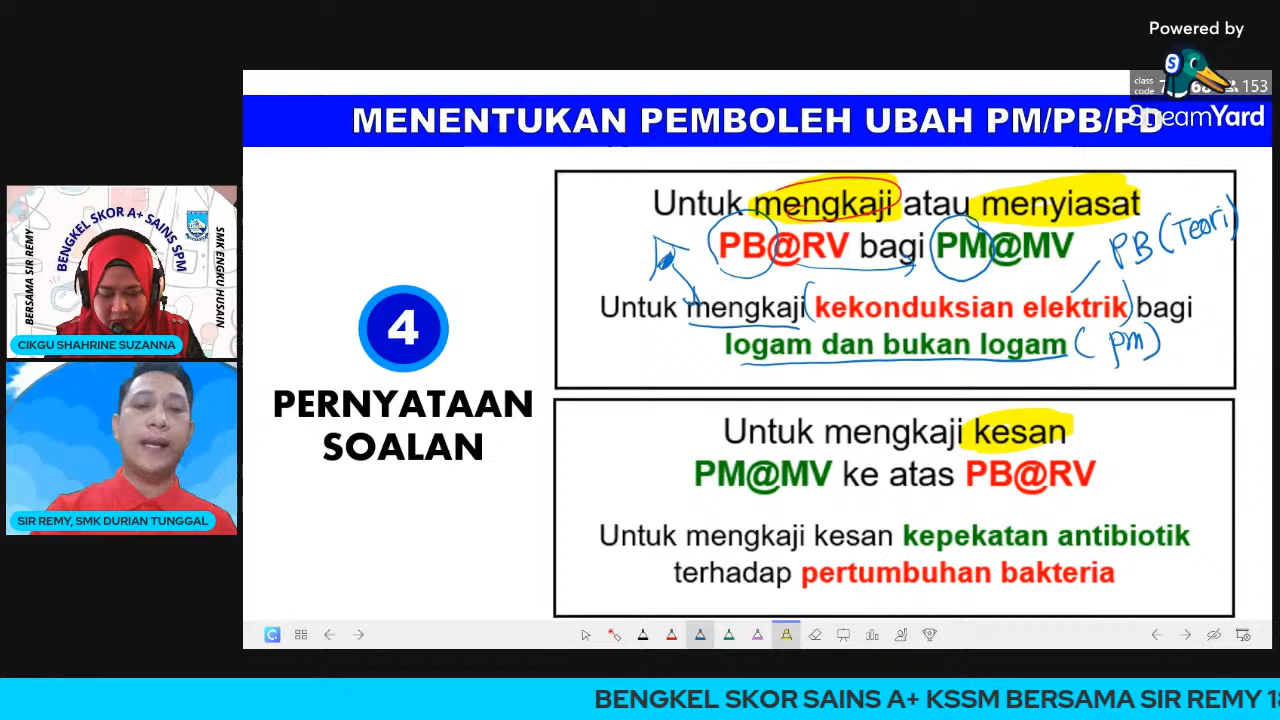 Powered by
StreamYard
class
code
153
MENENTUKAN PEMBOLEH UBAH PM/PB/PD
Untuk mengkaji atau menyiasat
PB@RV bagi PM@MV
PB (Teori)
Untuk mengkaji (kekonduksian elektrik) bagi
logam dan bukan logam (pm)
4
PERNYATAAN
SOALAN
Untuk mengkaji kesan
PM@MV ke atas PB@RV
Untuk mengkaji kesan kepekatan antibiotik
terhadap pertumbuhan bakteria
BERSAMA SIR REMY
BENGKEL SKOR A+ SAINS SPM
SMK ENGKU HUSAIN
CIKGU SHAHRINE SUZANNA
SIR REMY, SMK DURIAN TUNGGAL
BENGKEL SKOR SAINS A+ KSSM BERSAMA SIR REMY